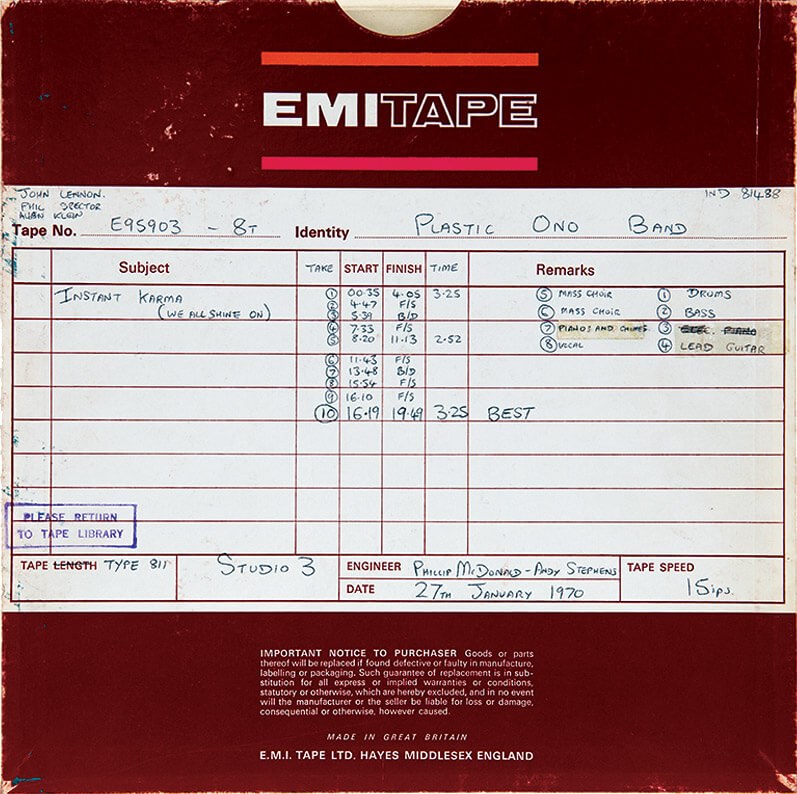 EMITAPE
JOHN LENNON.
PHIL SPECTOR
ALLAN KLEIN
IND 81488
Tape No. E95903 - 8T Identity PLASTIC ONO BAND
Subject TAKE START FINISH TIME Remarks
INSTANT KARMA ① 00.35 4.05 3.25 ⑤ MASS CHOIR ① DRUMS
(WE ALL SHINE ON) ② 4.47 F/S ⑥ MASS CHOIR ② BASS
③ 5.39 B/D ⑦ PIANOS AND CHIMES ③ ELEC. PIANO
④ 7.33 F/S ⑧ VOCAL ④ LEAD GUITAR
⑤ 8.20 11.13 2.52
⑥ 11.43 F/S
⑦ 13.48 B/D
⑧ 15.54 F/S
⑨ 16.10 F/S
⑩ 16.19 19.49 3.25 BEST
PLEASE RETURN
TO TAPE LIBRARY
TAPE LENGTH TYPE 811 STUDIO 3 ENGINEER PHILLIP McDONALD - ANDY STEPHENS TAPE SPEED
DATE 27TH JANUARY 1970 15 ips.
IMPORTANT NOTICE TO PURCHASER Goods or parts
thereof will be replaced if found defective or faulty in manufacture,
labelling or packaging. Such guarantee of replacement is in sub-
stitution for all express or implied warranties or conditions,
statutory or otherwise, which are hereby excluded, and in no event
will the manufacturer or the seller be liable for loss or damage,
consequential or otherwise, however caused.
MADE IN GREAT BRITAIN
E.M.I. TAPE LTD. HAYES MIDDLESEX ENGLAND